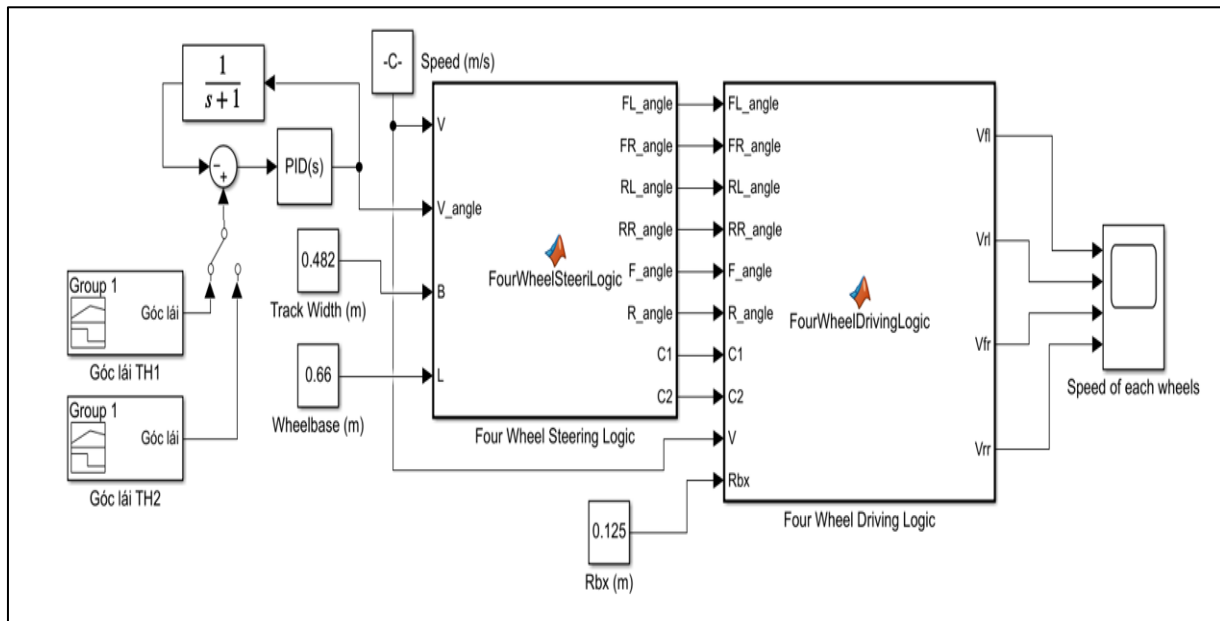 1
s + 1
-C-
Speed (m/s)
−
+
PID(s)
Group 1
Góc lái
Góc lái TH1
Group 1
Góc lái
Góc lái TH2
0.482
Track Width (m)
0.66
Wheelbase (m)
V
V_angle
B
L
FourWheelSteeriLogic
FL_angle
FR_angle
RL_angle
RR_angle
F_angle
R_angle
C1
C2
Four Wheel Steering Logic
FL_angle
FR_angle
RL_angle
RR_angle
F_angle
R_angle
C1
C2
V
Rbx
FourWheelDrivingLogic
Vfl
Vrl
Vfr
Vrr
Four Wheel Driving Logic
0.125
Rbx (m)
Speed of each wheels